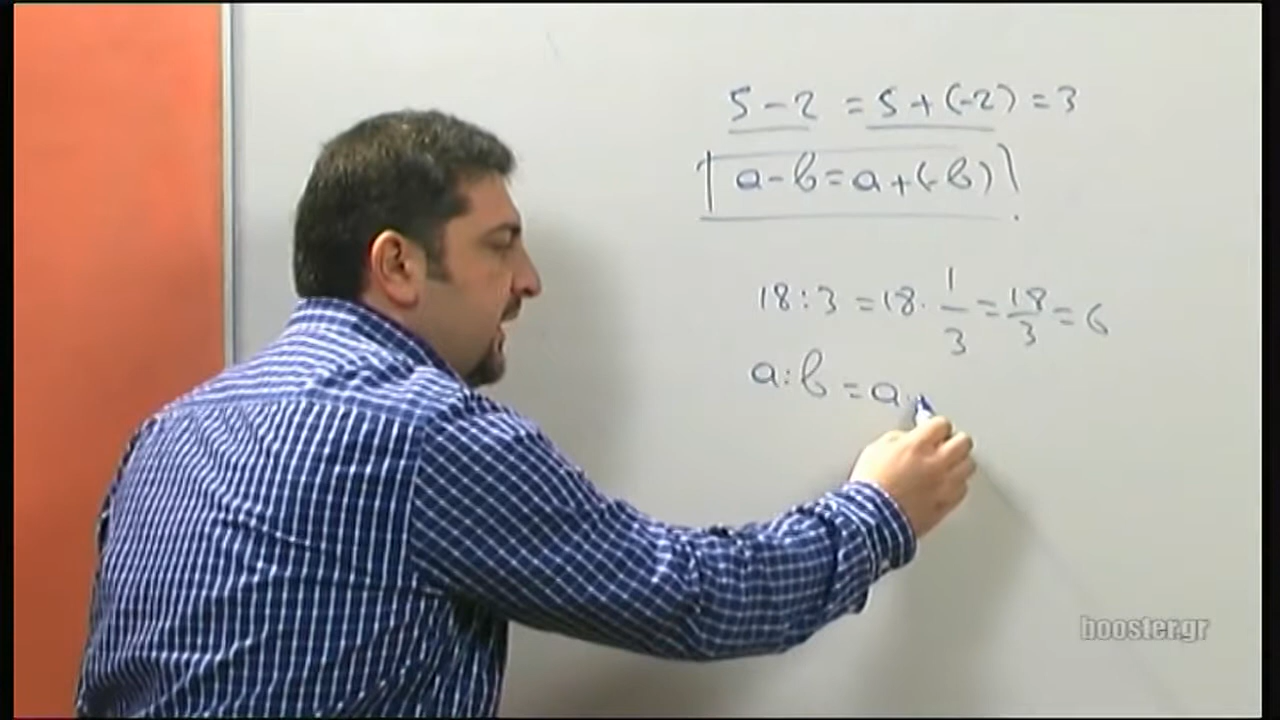 5 - 2 = 5 + (-2) = 3
a - b = a + (-b)
18 : 3 = 18 · 1/3 = 18/3 = 6
a : b = a ·
booster.gr